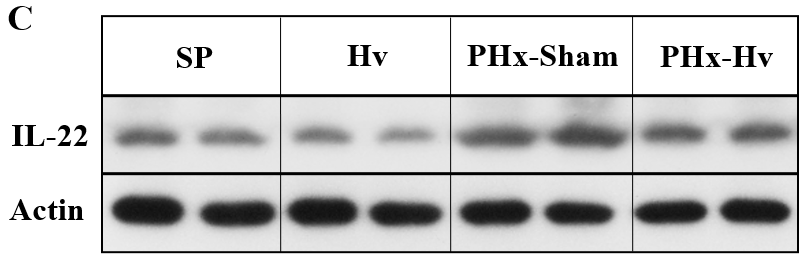 C
SP Hv PHx-Sham PHx-Hv
IL-22
Actin